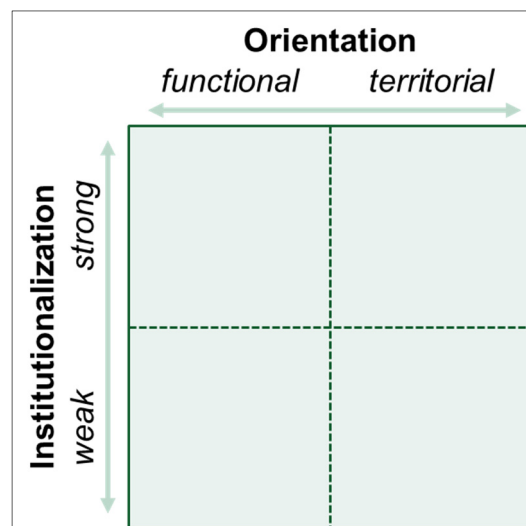 Orientation
functional territorial
Institutionalization
strong
weak